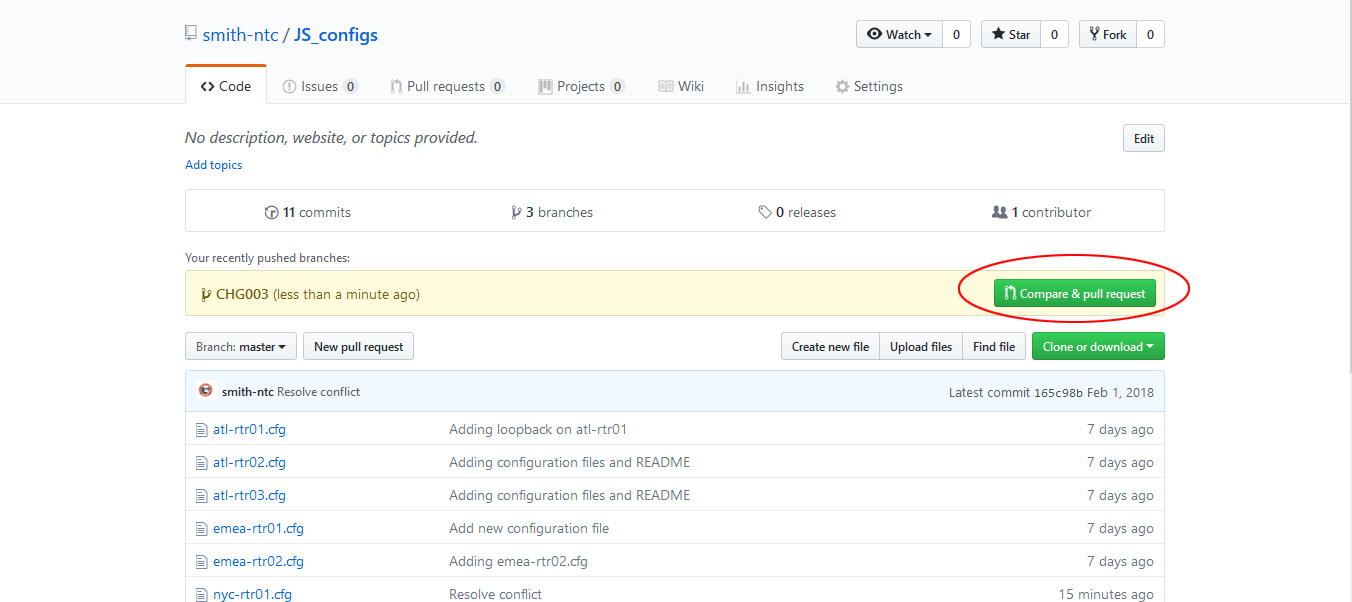 smith-ntc / JS_configs Watch 0 Star 0 Fork 0
Code Issues 0 Pull requests 0 Projects 0 Wiki Insights Settings
No description, website, or topics provided. Edit
Add topics
11 commits 3 branches 0 releases 1 contributor
Your recently pushed branches:
CHG003 (less than a minute ago) Compare & pull request
Branch: master New pull request Create new file Upload files Find file Clone or download
smith-ntc Resolve conflict Latest commit 165c98b Feb 1, 2018
atl-rtr01.cfg Adding loopback on atl-rtr01 7 days ago
atl-rtr02.cfg Adding configuration files and README 7 days ago
atl-rtr03.cfg Adding configuration files and README 7 days ago
emea-rtr01.cfg Add new configuration file 7 days ago
emea-rtr02.cfg Adding emea-rtr02.cfg 7 days ago
nyc-rtr01.cfg Resolve conflict 15 minutes ago